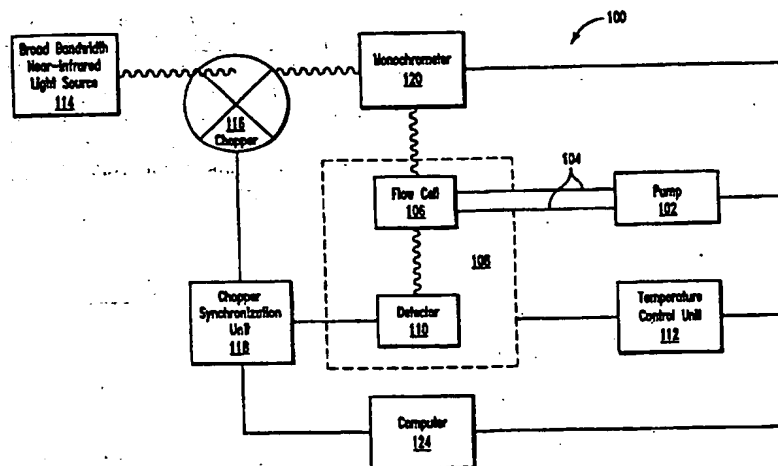 100
Broad Bandwidth
Near-Infrared
Light Source
114
116
Chopper
Monochrometer
120
104
Flow Cell
106
Pump
102
108
Chopper
Synchronization
Unit
118
Detector
110
Temperature
Control Unit
112
Computer
124